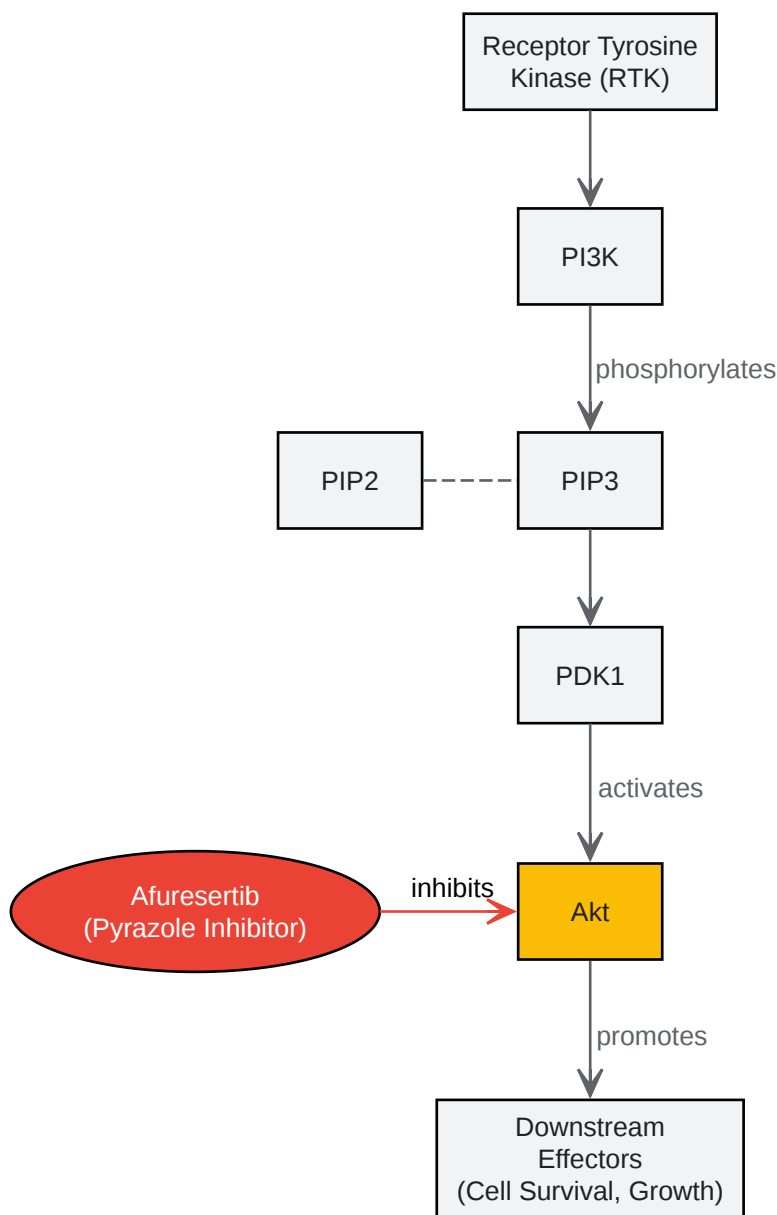 Receptor Tyrosine
Kinase (RTK)
PI3K
phosphorylates
PIP2
PIP3
PDK1
activates
Afuresertib
(Pyrazole Inhibitor)
inhibits
Akt
promotes
Downstream
Effectors
(Cell Survival, Growth)